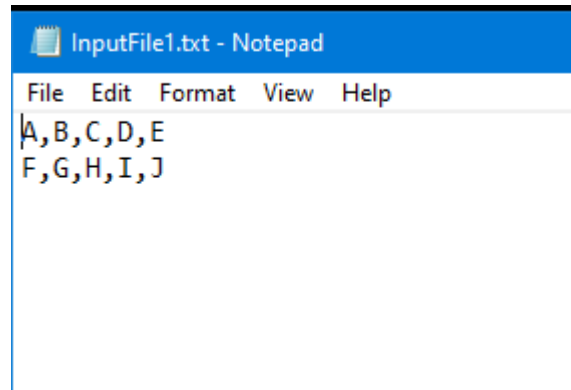 InputFile1.txt - Notepad
File Edit Format View Help
A,B,C,D,E
F,G,H,I,J